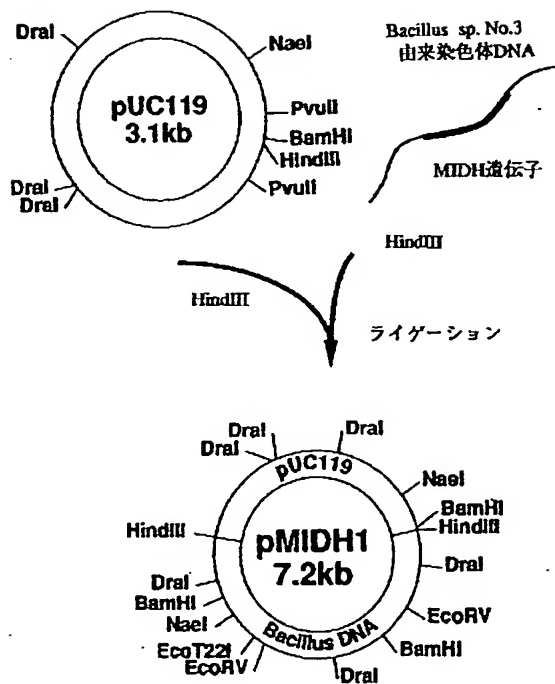 DraI
NaeI
pUC119
3.1kb
PvuII
BamHI
HindIII
PvuII
DraI
DraI
Bacillus sp. No.3
由来染色体DNA
MIDH遺伝子
HindIII
HindIII
ライゲーション
DraI
DraI
DraI
pUC119
NaeI
BamHI
HindIII
HindIII
pMIDH1
7.2kb
DraI
DraI
BamHI
NaeI
EcoRV
EcoT22I
EcoRV
BamHI
Bacillus DNA
DraI